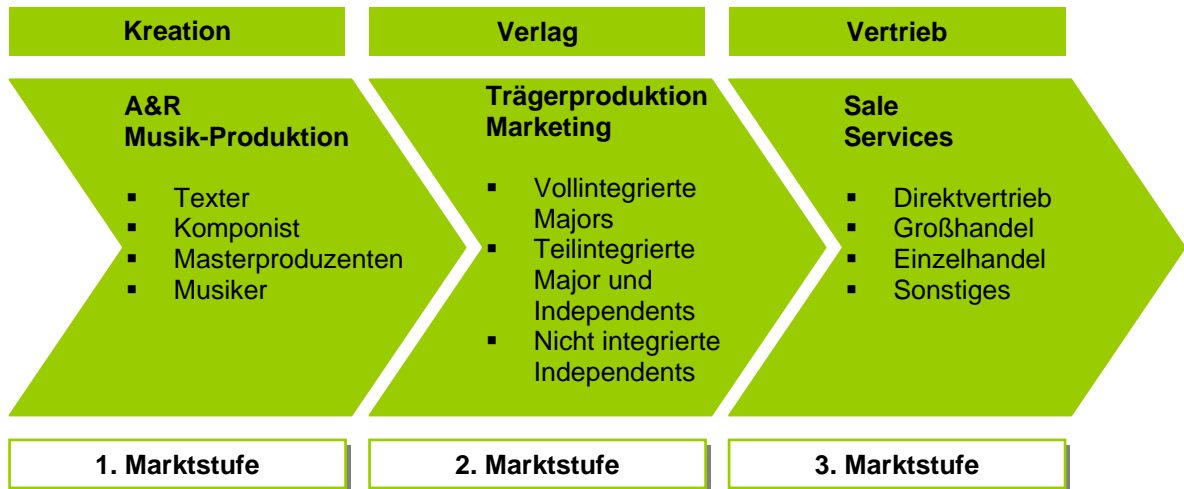 Kreation
Verlag
Vertrieb
A&R
Musik-Produktion
▪ Texter
▪ Komponist
▪ Masterproduzenten
▪ Musiker
Trägerproduktion
Marketing
▪ Vollintegrierte
Majors
▪ Teilintegrierte
Major und
Independents
▪ Nicht integrierte
Independents
Sale
Services
▪ Direktvertrieb
▪ Großhandel
▪ Einzelhandel
▪ Sonstiges
1. Marktstufe
2. Marktstufe
3. Marktstufe